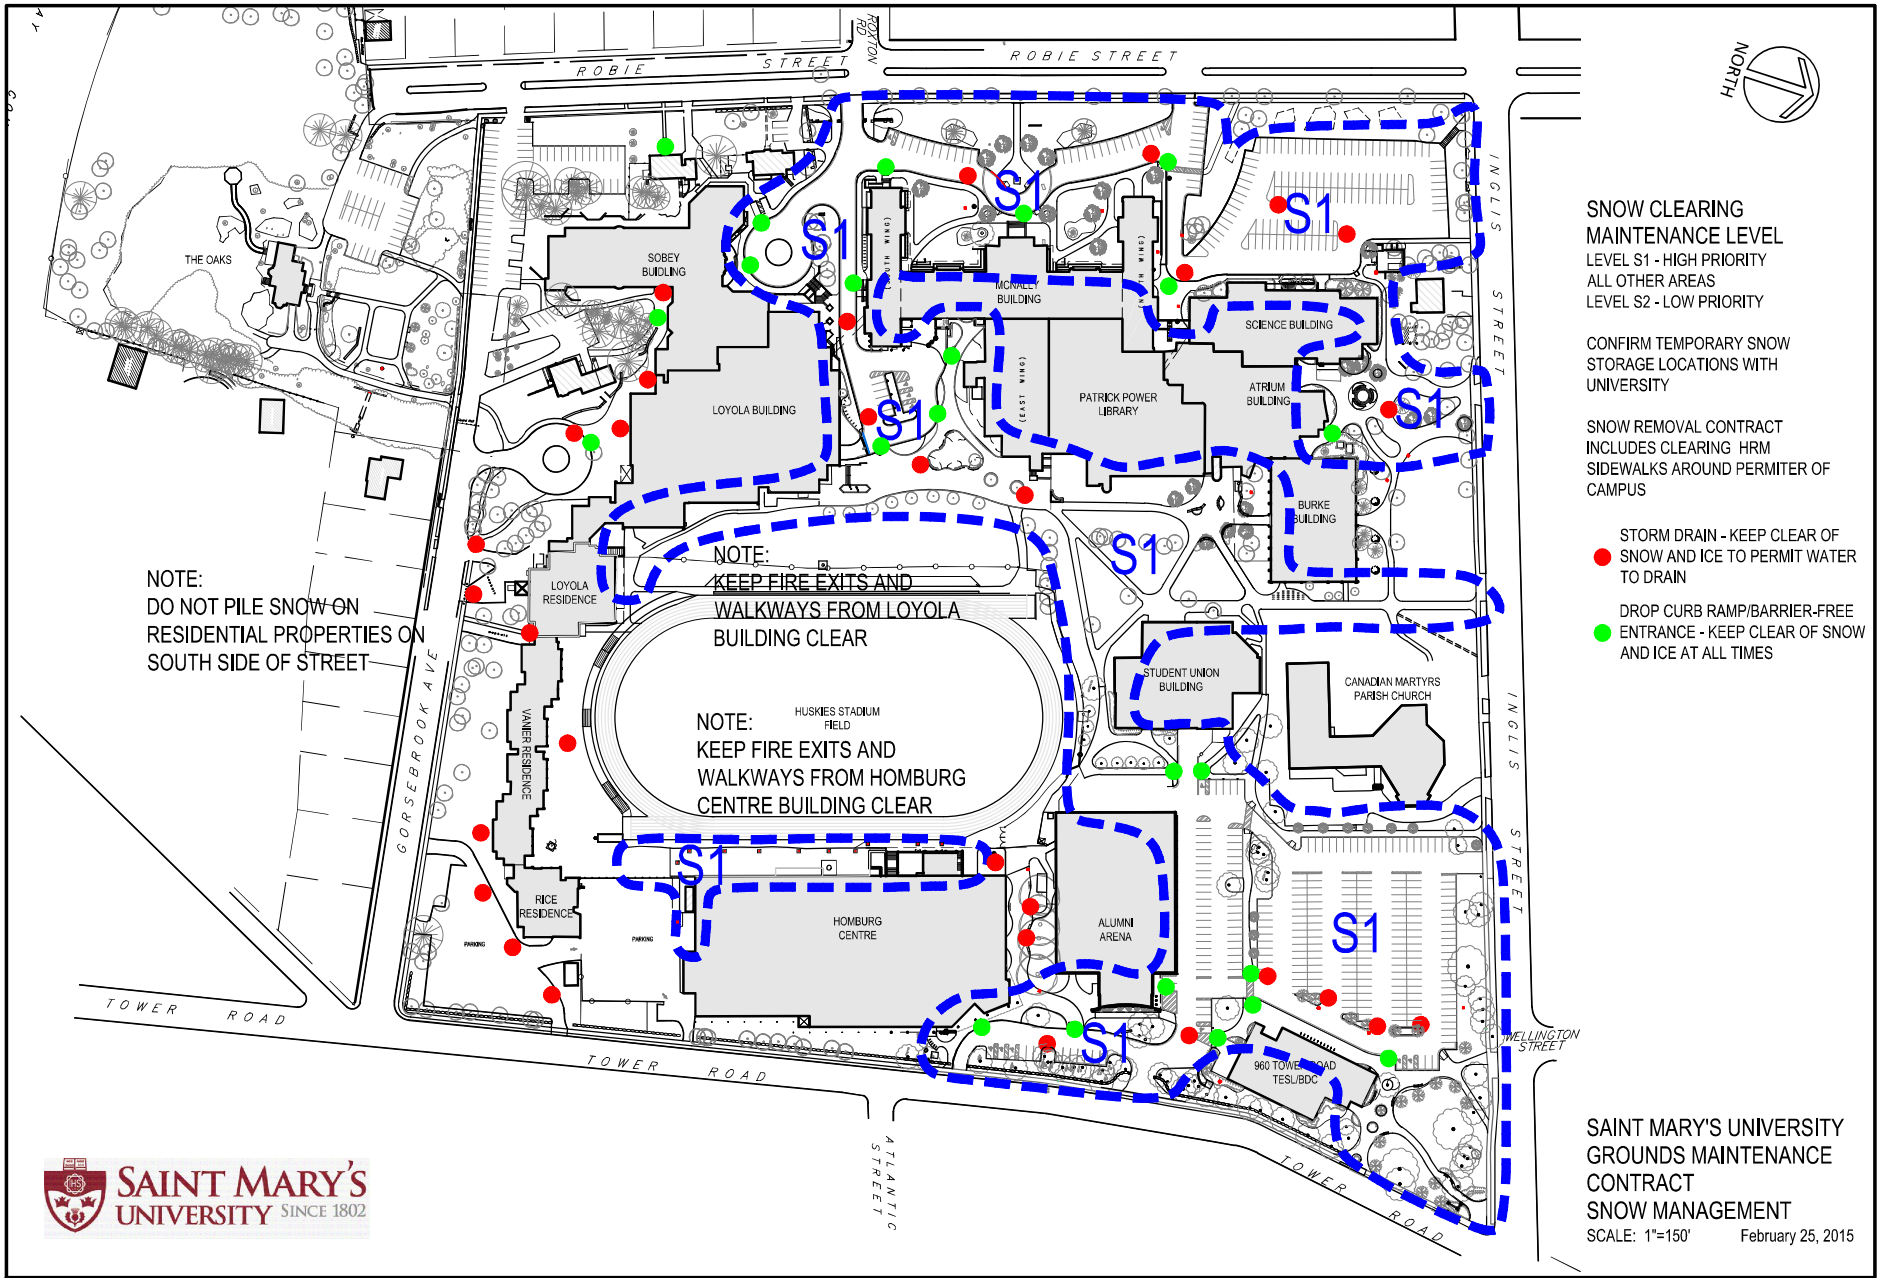 ROBIE STREET
ROXTON RD
ROBIE STREET
NORTH
INGLIS STREET
THE OAKS
SOBEY
BUIDLING
S1
(SOUTH WING)
S1
MCNALLY
BUILDING
(NORTH WING)
S1
SCIENCE BUILDING
ATRIUM
BUILDING
S1
LOYOLA BUILDING
S1
(EAST WING)
PATRICK POWER
LIBRARY
BURKE
BUILDING
S1
SNOW CLEARING
MAINTENANCE LEVEL
LEVEL S1 - HIGH PRIORITY
ALL OTHER AREAS
LEVEL S2 - LOW PRIORITY
CONFIRM TEMPORARY SNOW
STORAGE LOCATIONS WITH
UNIVERSITY
SNOW REMOVAL CONTRACT
INCLUDES CLEARING HRM
SIDEWALKS AROUND PERMITER OF
CAMPUS
STORM DRAIN - KEEP CLEAR OF
SNOW AND ICE TO PERMIT WATER
TO DRAIN
DROP CURB RAMP/BARRIER-FREE
ENTRANCE - KEEP CLEAR OF SNOW
AND ICE AT ALL TIMES
NOTE:
DO NOT PILE SNOW ON
RESIDENTIAL PROPERTIES ON
SOUTH SIDE OF STREET
GORSEBROOK AVE
LOYOLA
RESIDENCE
NOTE:
KEEP FIRE EXITS AND
WALKWAYS FROM LOYOLA
BUILDING CLEAR
HUSKIES STADIUM
FIELD
NOTE:
KEEP FIRE EXITS AND
WALKWAYS FROM HOMBURG
CENTRE BUILDING CLEAR
STUDENT UNION
BUILDING
CANADIAN MARTYRS
PARISH CHURCH
INGLIS STREET
VANIER RESIDENCE
S1
RICE
RESIDENCE
PARKING
PARKING
HOMBURG
CENTRE
ALUMNI
ARENA
S1
S1
960 TOWER ROAD
TESL/BDC
WELLINGTON
STREET
TOWER ROAD
TOWER ROAD
ATLANTIC
STREET
TOWER ROAD
SAINT MARY'S
UNIVERSITY SINCE 1802
SAINT MARY'S UNIVERSITY
GROUNDS MAINTENANCE
CONTRACT
SNOW MANAGEMENT
SCALE: 1"=150' February 25, 2015